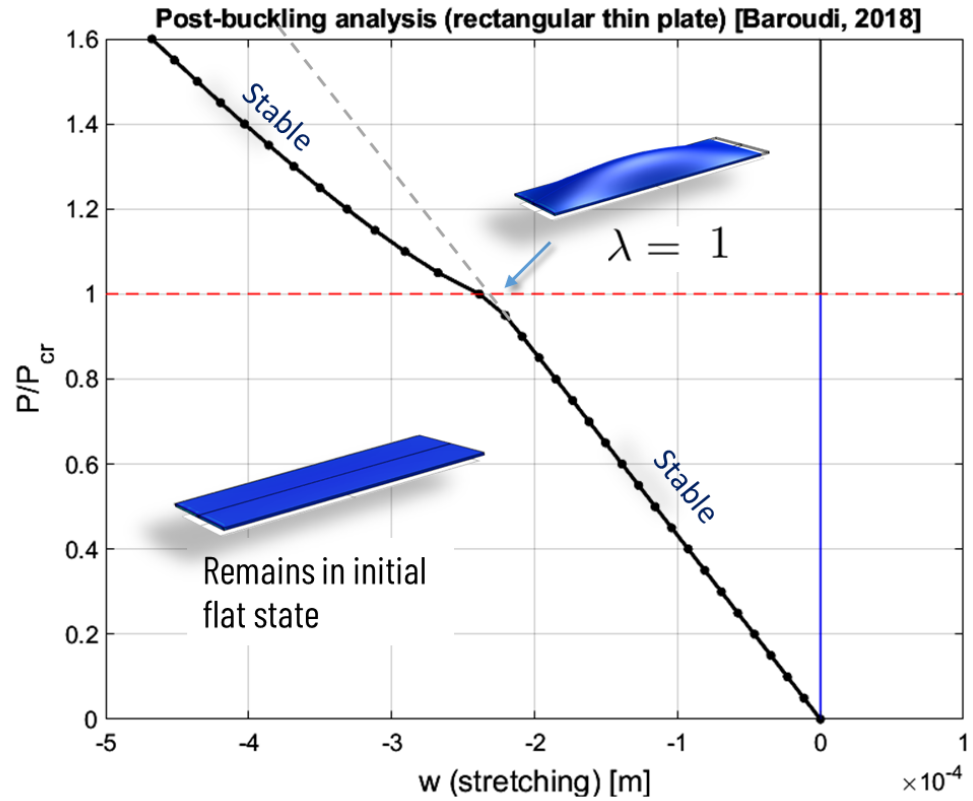 Post-buckling analysis (rectangular thin plate) [Baroudi, 2018]
1.6
1.4
1.2
1
0.8
0.6
0.4
0.2
0
P/P_cr
Stable
λ = 1
Stable
Remains in initial
flat state
-5 -4 -3 -2 -1 0 1
w (stretching) [m]
×10^-4